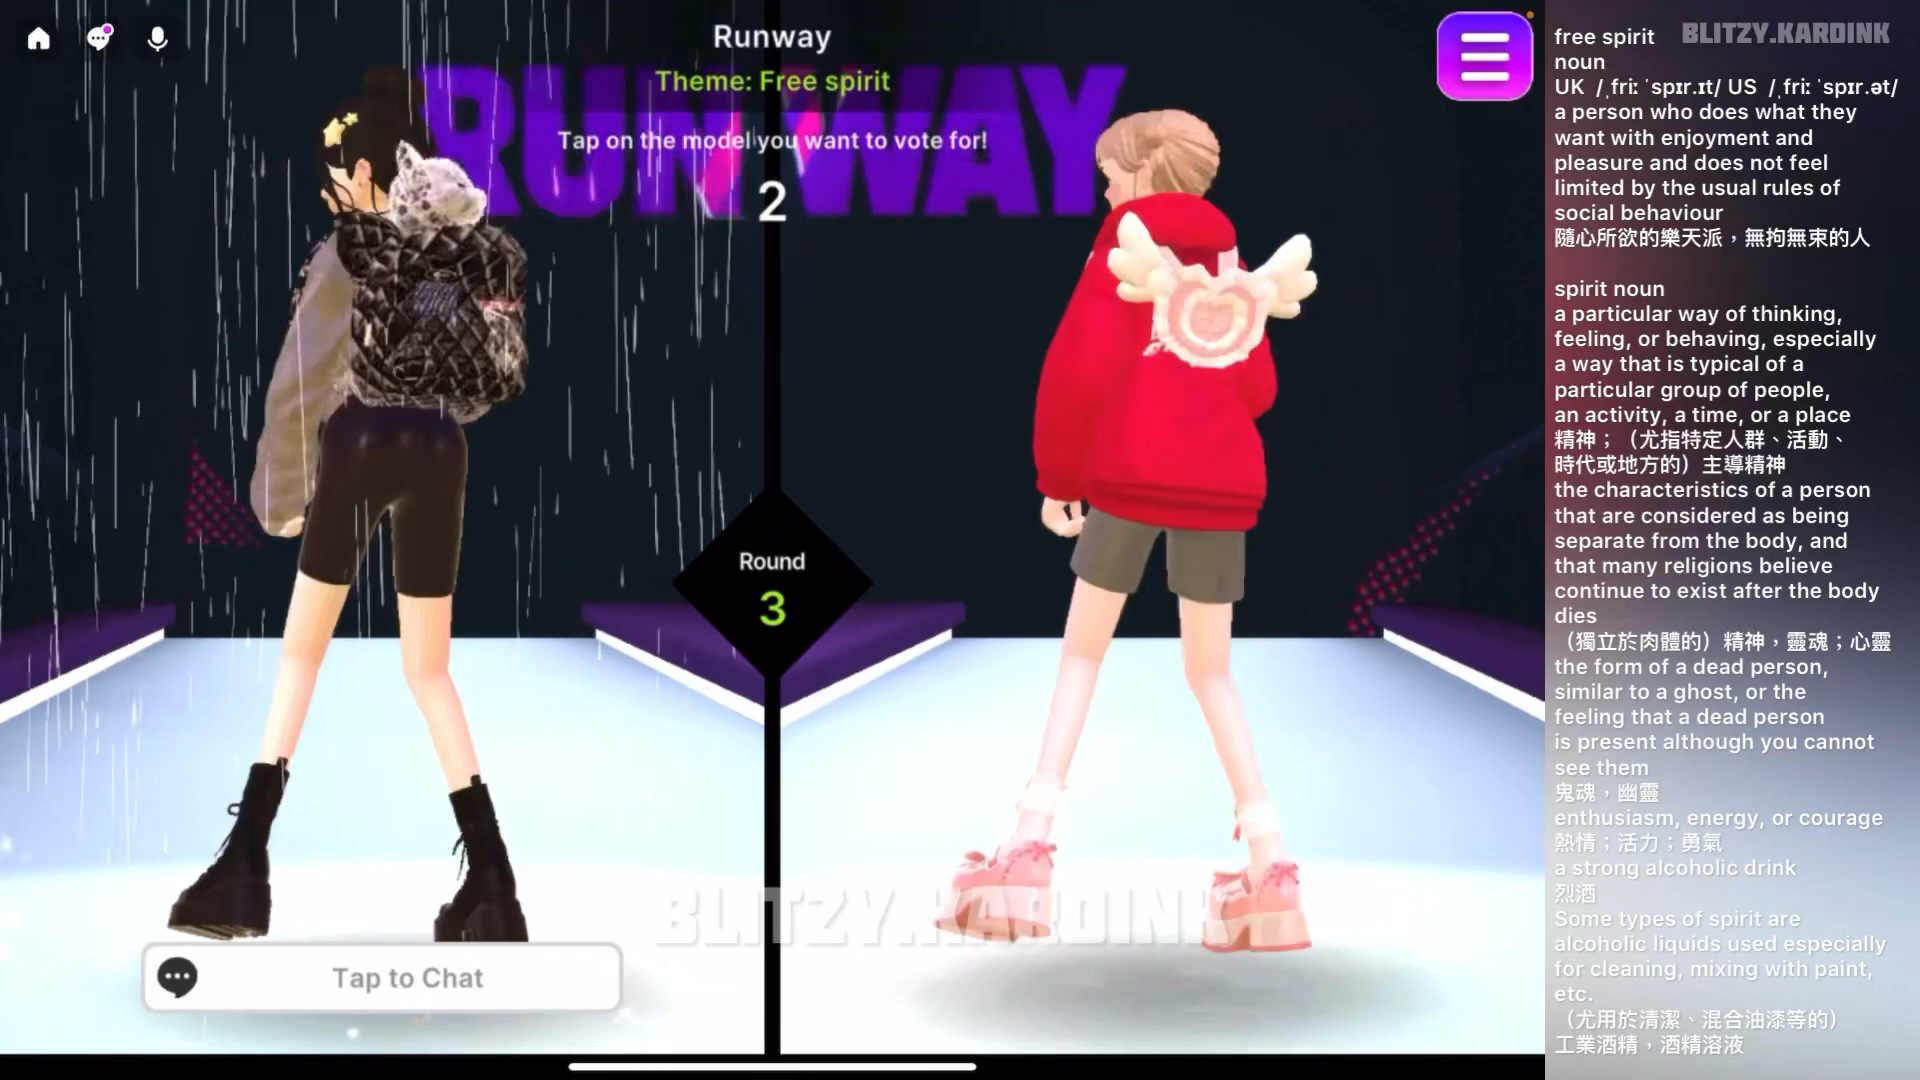 Runway
Theme: Free spirit
RUNWAY
Tap on the model you want to vote for!
2
Round
3
Tap to Chat
BLITZY.KARDINK
BLITZY.KARDINK
free spirit
noun
UK /ˌfriː ˈspɪr.ɪt/ US /ˌfriː ˈspɪr.ət/
a person who does what they
want with enjoyment and
pleasure and does not feel
limited by the usual rules of
social behaviour
隨心所欲的樂天派，無拘無束的人
spirit noun
a particular way of thinking,
feeling, or behaving, especially
a way that is typical of a
particular group of people,
an activity, a time, or a place
精神；（尤指特定人群、活動、
時代或地方的）主導精神
the characteristics of a person
that are considered as being
separate from the body, and
that many religions believe
continue to exist after the body
dies
（獨立於肉體的）精神，靈魂；心靈
the form of a dead person,
similar to a ghost, or the
feeling that a dead person
is present although you cannot
see them
鬼魂，幽靈
enthusiasm, energy, or courage
熱情；活力；勇氣
a strong alcoholic drink
烈酒
Some types of spirit are
alcoholic liquids used especially
for cleaning, mixing with paint,
etc.
（尤用於清潔、混合油漆等的）
工業酒精，酒精溶液